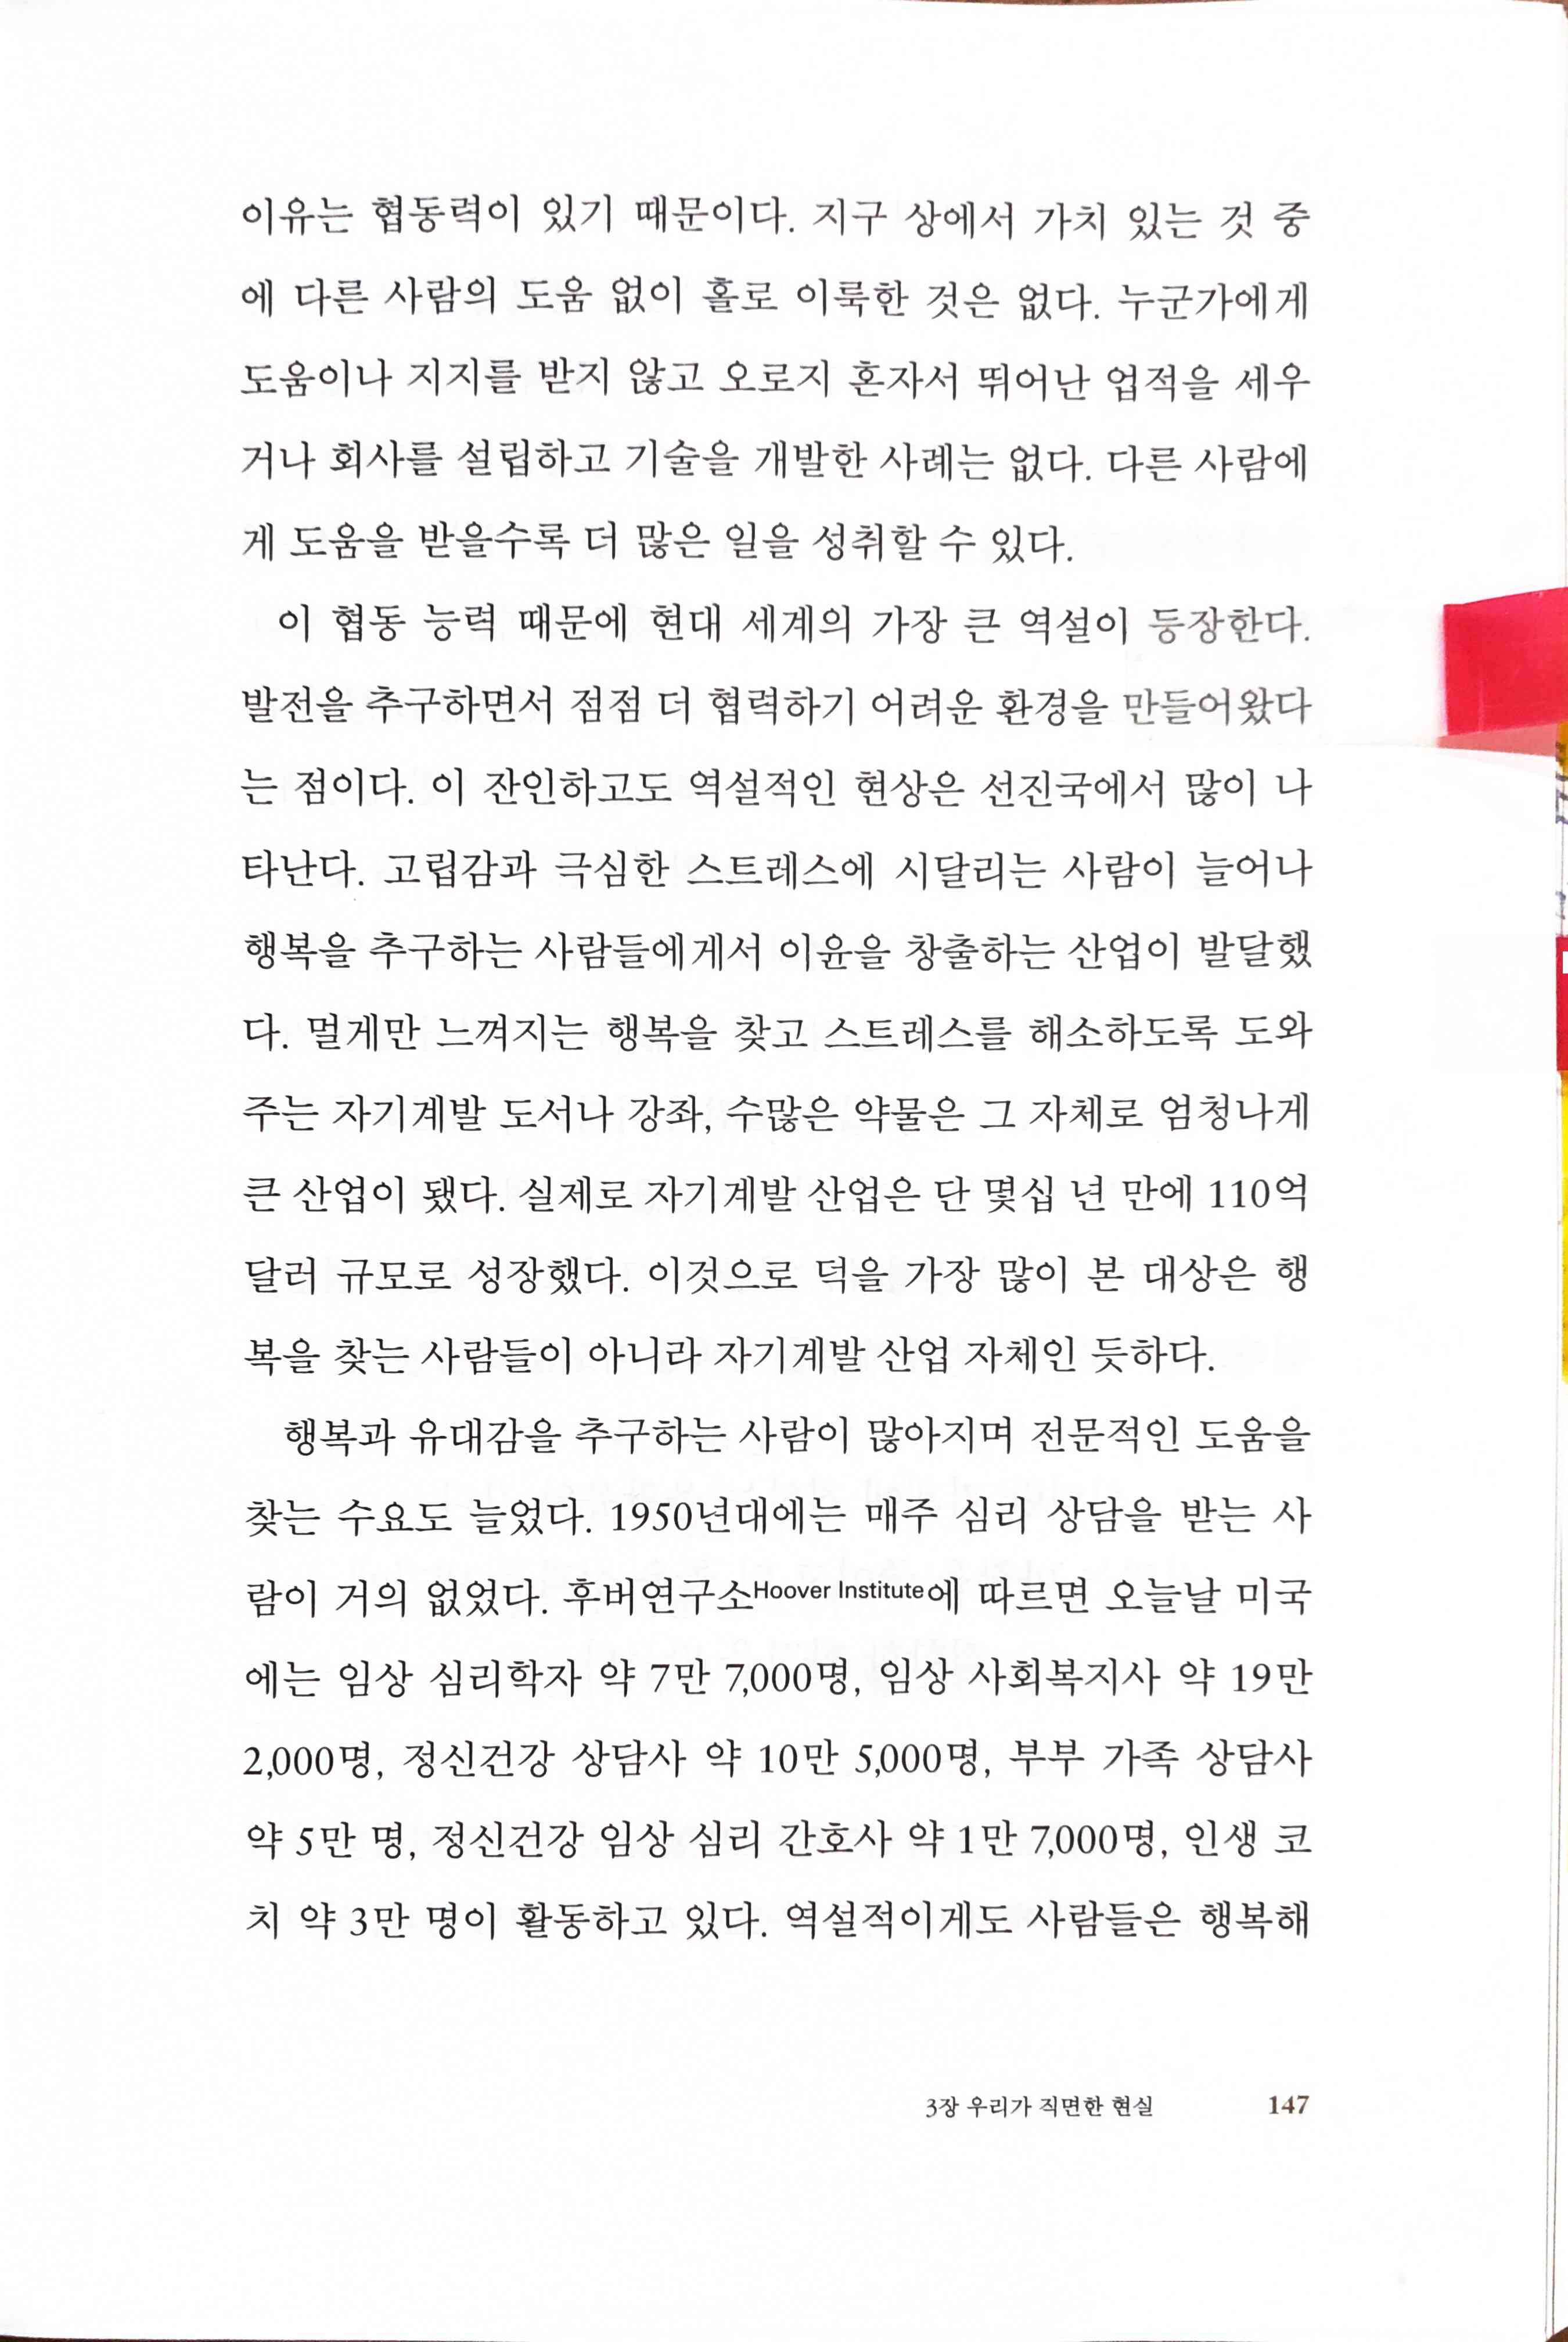 이유는 협동력이 있기 때문이다. 지구 상에서 가치 있는 것 중
에 다른 사람의 도움 없이 홀로 이룩한 것은 없다. 누군가에게
도움이나 지지를 받지 않고 오로지 혼자서 뛰어난 업적을 세우
거나 회사를 설립하고 기술을 개발한 사례는 없다. 다른 사람에
게 도움을 받을수록 더 많은 일을 성취할 수 있다.
이 협동 능력 때문에 현대 세계의 가장 큰 역설이 등장한다.
발전을 추구하면서 점점 더 협력하기 어려운 환경을 만들어왔다
는 점이다. 이 잔인하고도 역설적인 현상은 선진국에서 많이 나
타난다. 고립감과 극심한 스트레스에 시달리는 사람이 늘어나
행복을 추구하는 사람들에게서 이윤을 창출하는 산업이 발달했
다. 멀게만 느껴지는 행복을 찾고 스트레스를 해소하도록 도와
주는 자기계발 도서나 강좌, 수많은 약물은 그 자체로 엄청나게
큰 산업이 됐다. 실제로 자기계발 산업은 단 몇십 년 만에 110억
달러 규모로 성장했다. 이것으로 덕을 가장 많이 본 대상은 행
복을 찾는 사람들이 아니라 자기계발 산업 자체인 듯하다.
행복과 유대감을 추구하는 사람이 많아지며 전문적인 도움을
찾는 수요도 늘었다. 1950년대에는 매주 심리 상담을 받는 사
람이 거의 없었다. 후버연구소Hoover Institute에 따르면 오늘날 미국
에는 임상 심리학자 약 7만 7,000명, 임상 사회복지사 약 19만
2,000명, 정신건강 상담사 약 10만 5,000명, 부부 가족 상담사
약 5만 명, 정신건강 임상 심리 간호사 약 1만 7,000명, 인생 코
치 약 3만 명이 활동하고 있다. 역설적이게도 사람들은 행복해
3장 우리가 직면한 현실 147